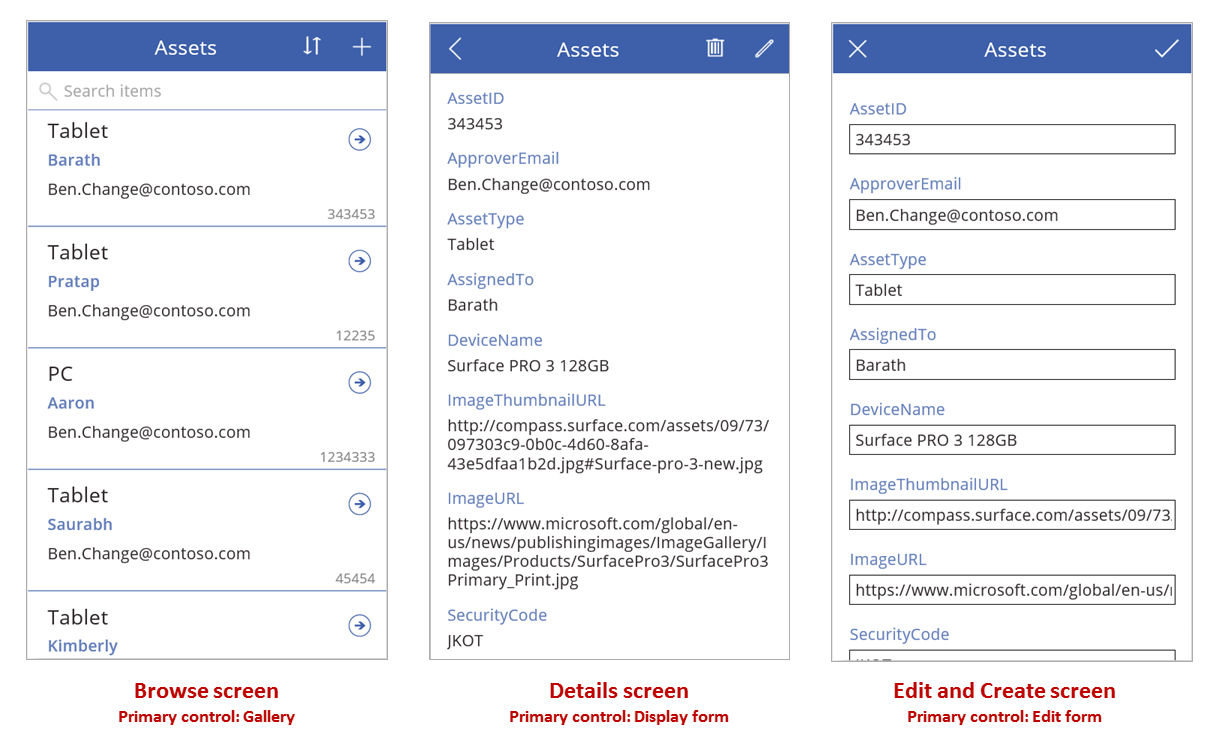 Assets
Search items
Tablet
Barath
Ben.Change@contoso.com
343453
Tablet
Pratap
Ben.Change@contoso.com
12235
PC
Aaron
Ben.Change@contoso.com
1234333
Tablet
Saurabh
Ben.Change@contoso.com
45454
Tablet
Kimberly
Browse screen
Primary control: Gallery
Assets
AssetID
343453
ApproverEmail
Ben.Change@contoso.com
AssetType
Tablet
AssignedTo
Barath
DeviceName
Surface PRO 3 128GB
ImageThumbnailURL
http://compass.surface.com/assets/09/73/
097303c9-0b0c-4d60-8afa-
43e5dfaa1b2d.jpg#Surface-pro-3-new.jpg
ImageURL
https://www.microsoft.com/global/en-
us/news/publishingimages/ImageGallery/I
mages/Products/SurfacePro3/SurfacePro3
Primary_Print.jpg
SecurityCode
JKOT
Details screen
Primary control: Display form
Assets
AssetID
343453
ApproverEmail
Ben.Change@contoso.com
AssetType
Tablet
AssignedTo
Barath
DeviceName
Surface PRO 3 128GB
ImageThumbnailURL
http://compass.surface.com/assets/09/73
ImageURL
https://www.microsoft.com/global/en-us/
SecurityCode
Edit and Create screen
Primary control: Edit form